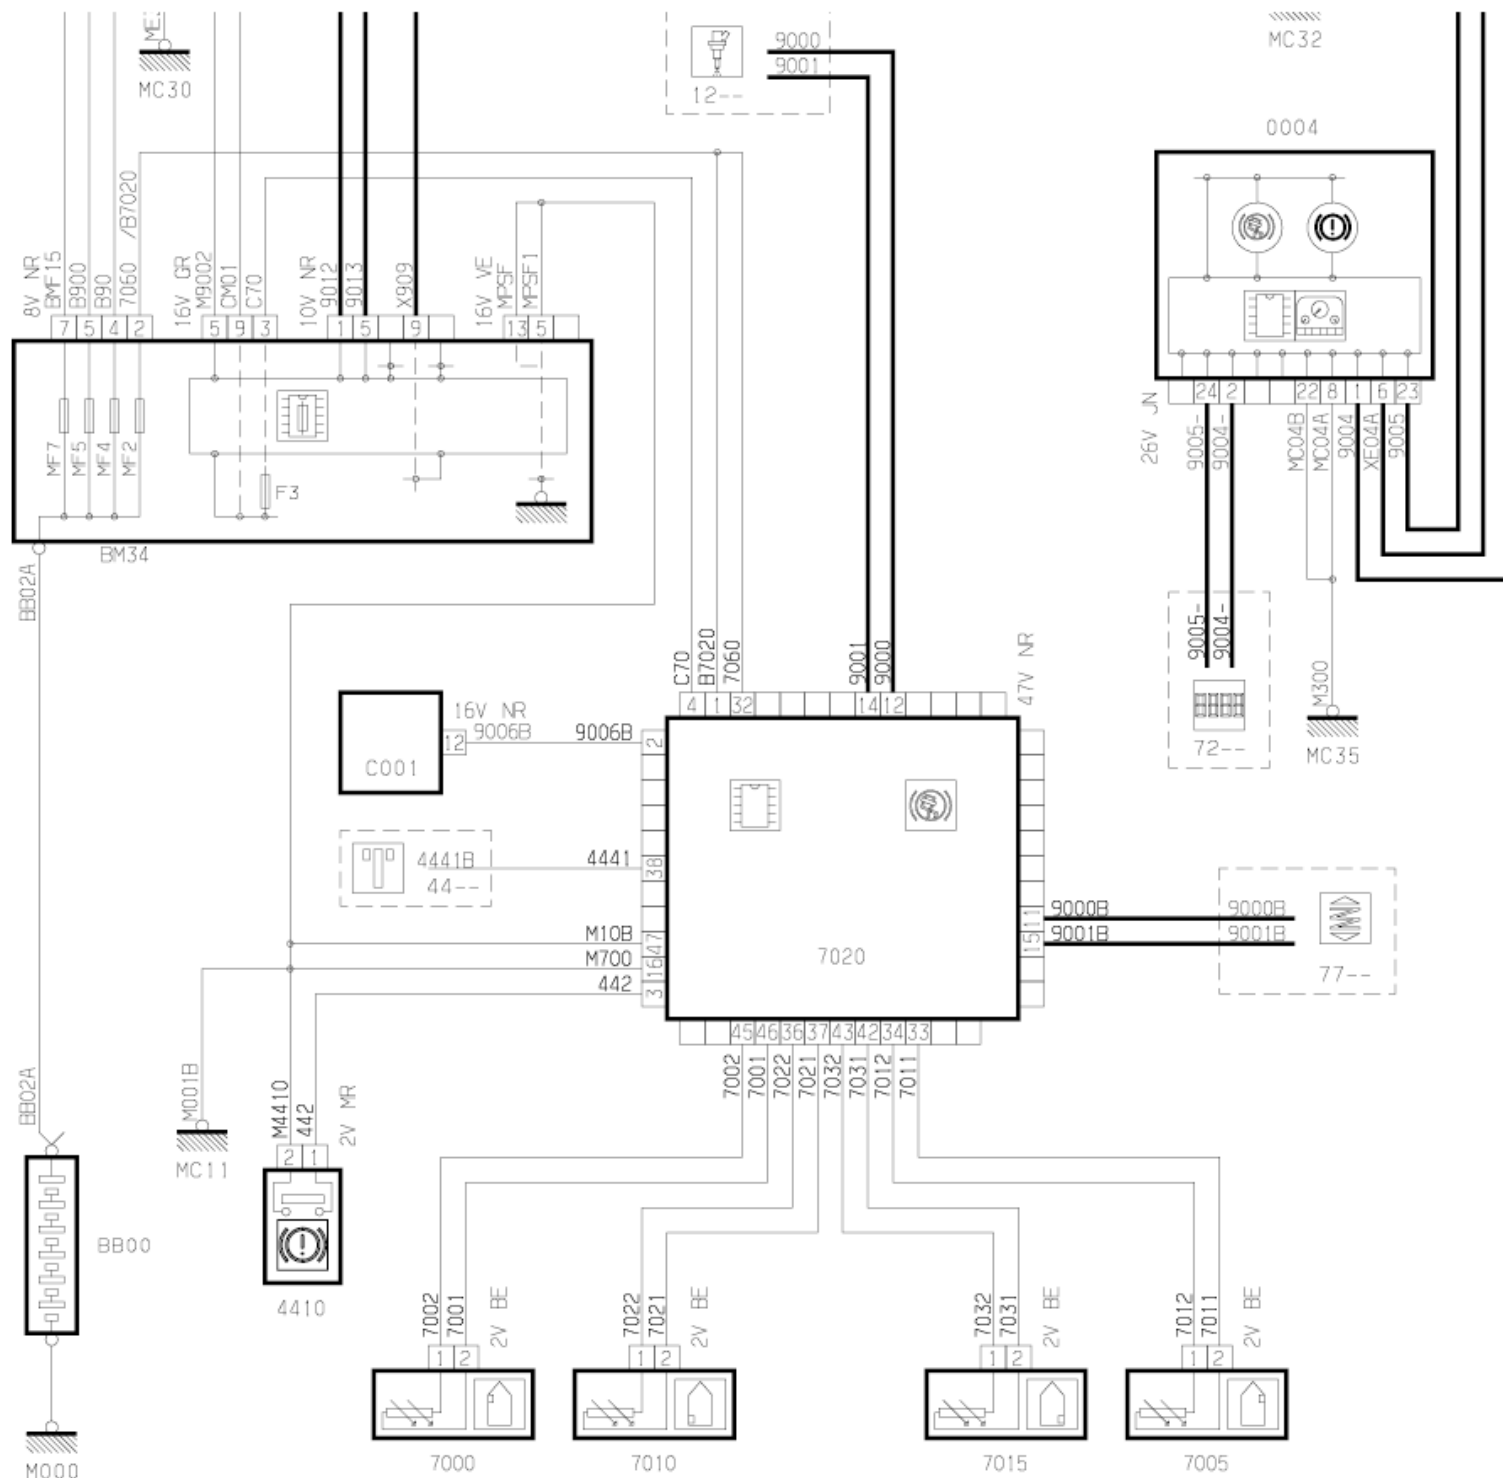 9000
9001
12--
MC30
MC32
0004
8V NR
BMF15
B900
B90
7060 /B7020
16V GR
M9002
CM01
C70
10V NR
9012
9013
X909
16V VE
MPSF
MPSF1
7 5 4 2
5 9 3
1 5 9
13 5
MF7
MF5
MF4
MF2
F3
BM34
24 2 22 8 1 6 23
26V JN
9005-
9004-
MC04B
MC04A
9004
XE04A
9005
BB02A
9005-
9004-
72--
M300
MC35
C70
B7020
7060
9001
9000
47V NR
4 1 32 14 12
16V NR
12 9006B 9006B 2
C001
4441B 4441 38
44--
M10B 47
M700 16
442 3
7020
11 9000B 9000B
15 9001B 9001B
77--
45 46 36 37 43 42 34 33
7002
7001
7022
7021
7032
7031
7012
7011
BB02A
M001B
MC11
M4410
442
2V MR
2 1
4410
BB00
M000
7002
7001
2V BE
1 2
7000
7022
7021
2V BE
1 2
7010
7032
7031
2V BE
1 2
7015
7012
7011
2V BE
1 2
7005